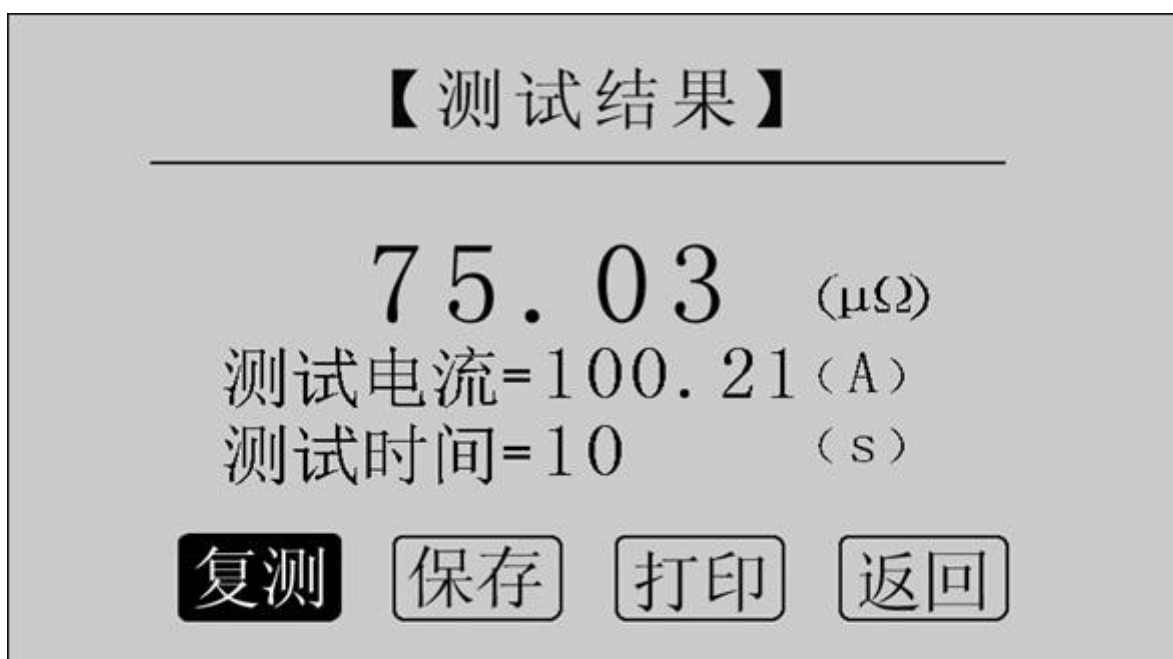 【测试结果】
75.03 (μΩ)
测试电流=100.21(A)
测试时间=10 (s)
复测 保存 打印 返回